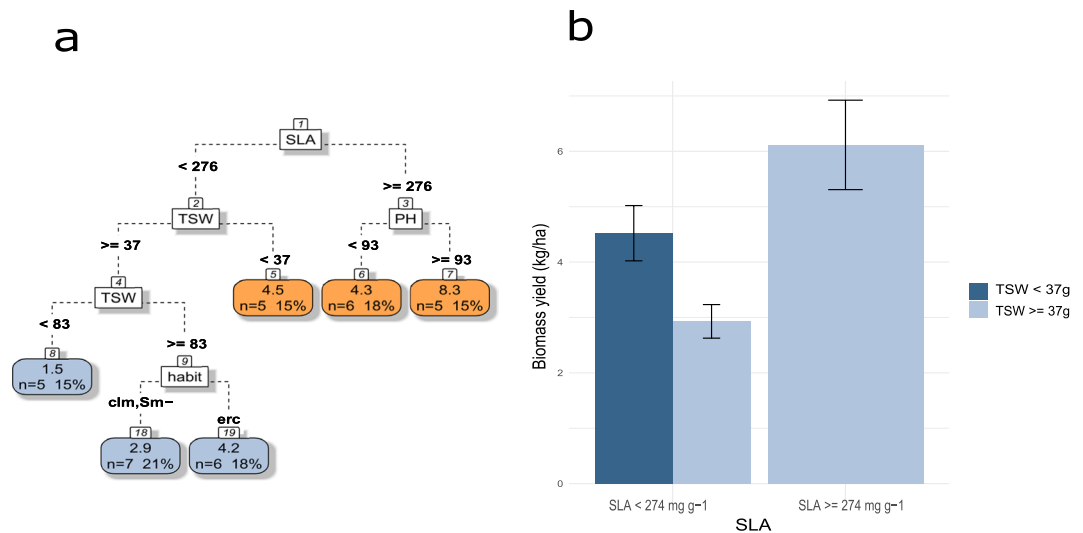 a
1
SLA
< 276
>= 276
2
TSW
3
PH
>= 37
< 37
< 93
>= 93
4
TSW
5
4.5
n=5 15%
6
4.3
n=6 18%
7
8.3
n=5 15%
< 83
>= 83
8
1.5
n=5 15%
9
habit
clm,Sm−
erc
18
2.9
n=7 21%
19
4.2
n=6 18%
b
Biomass yield (kg/ha)
6
4
2
0
SLA < 274 mg g−1
SLA >= 274 mg g−1
SLA
TSW < 37g
TSW >= 37g